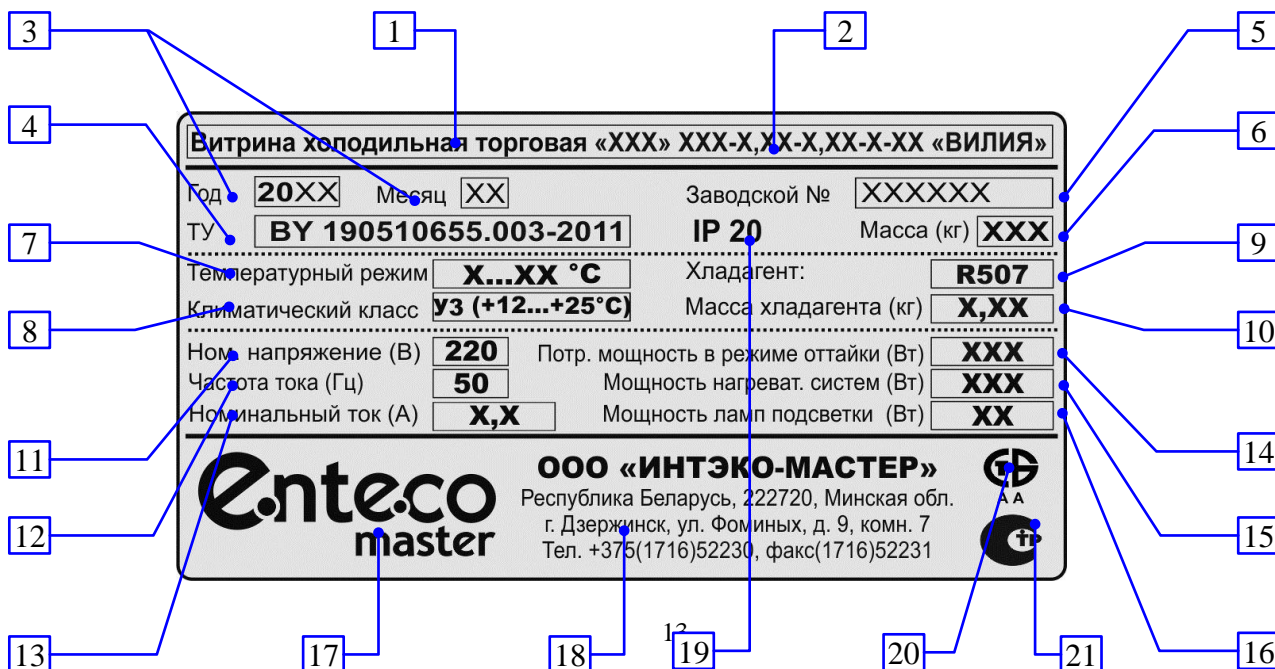 3 1 2 5
4 6
Витрина холодильная торговая «XXX» XXX-X,XX-X,XX-X-XX «ВИЛИЯ»
Год 20XX Месяц XX Заводской № XXXXXX
ТУ BY 190510655.003-2011 IP 20 Масса (кг) XXX
7 9
Температурный режим X...XX °C Хладагент: R507
Климатический класс У3 (+12...+25°C) Масса хладагента (кг) X,XX
8 10
Ном. напряжение (В) 220 Потр. мощность в режиме оттайки (Вт) XXX
Частота тока (Гц) 50 Мощность нагреват. систем (Вт) XXX
Номинальный ток (А) X,X Мощность ламп подсветки (Вт) XX
11 14
enteco
master
ООО «ИНТЭКО-МАСТЕР»
Республика Беларусь, 222720, Минская обл.
г. Дзержинск, ул. Фоминых, д. 9, комн. 7
Тел. +375(1716)52230, факс(1716)52231
АА
ТР
12 15
13
13 17 18 19 20 21 16